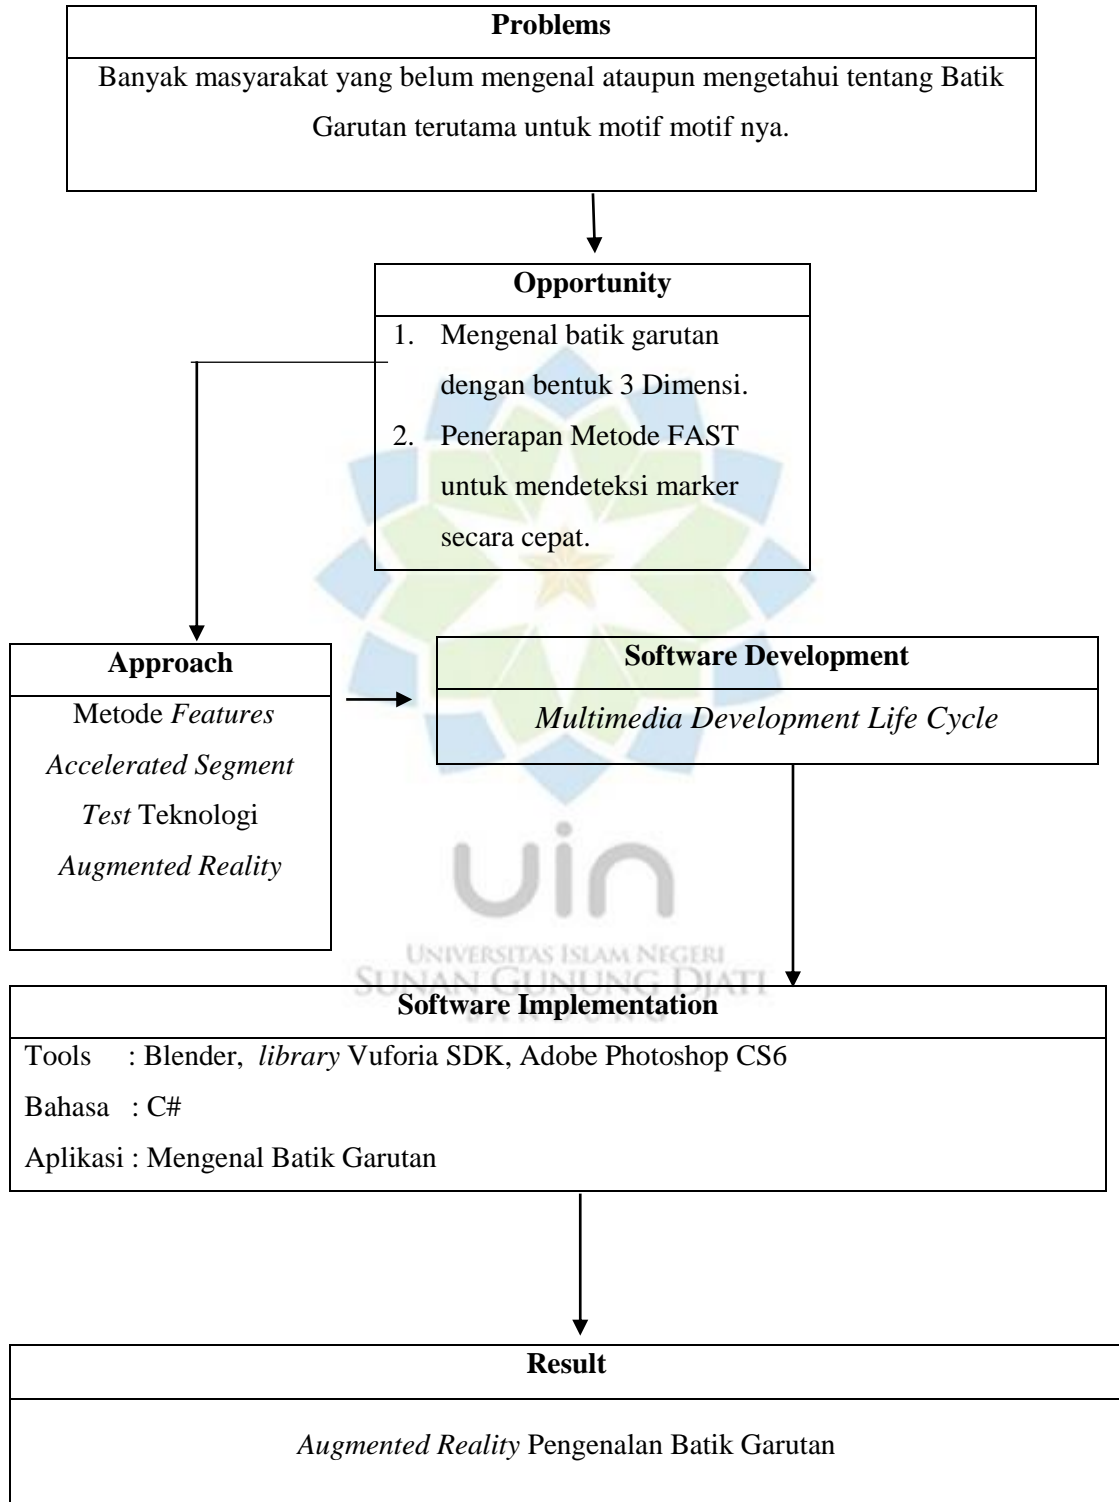 Problems
Banyak masyarakat yang belum mengenal ataupun mengetahui tentang Batik
Garutan terutama untuk motif motif nya.
Opportunity
1. Mengenal batik garutan
dengan bentuk 3 Dimensi.
2. Penerapan Metode FAST
untuk mendeteksi marker
secara cepat.
Approach
Metode Features
Accelerated Segment
Test Teknologi
Augmented Reality
Software Development
Multimedia Development Life Cycle
uin
UNIVERSITAS ISLAM NEGERI
SUNAN GUNUNG DJATI
BANDUNG
Software Implementation
Tools : Blender, library Vuforia SDK, Adobe Photoshop CS6
Bahasa : C#
Aplikasi : Mengenal Batik Garutan
Result
Augmented Reality Pengenalan Batik Garutan